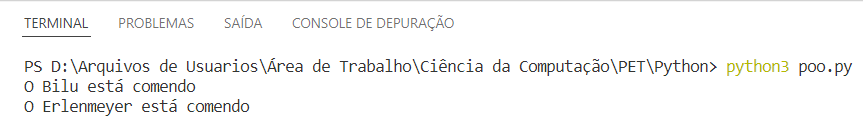 TERMINAL PROBLEMAS SAÍDA CONSOLE DE DEPURAÇÃO
PS D:\Arquivos de Usuarios\Área de Trabalho\Ciência da Computação\PET\Python> python3 poo.py
O Bilu está comendo
O Erlenmeyer está comendo